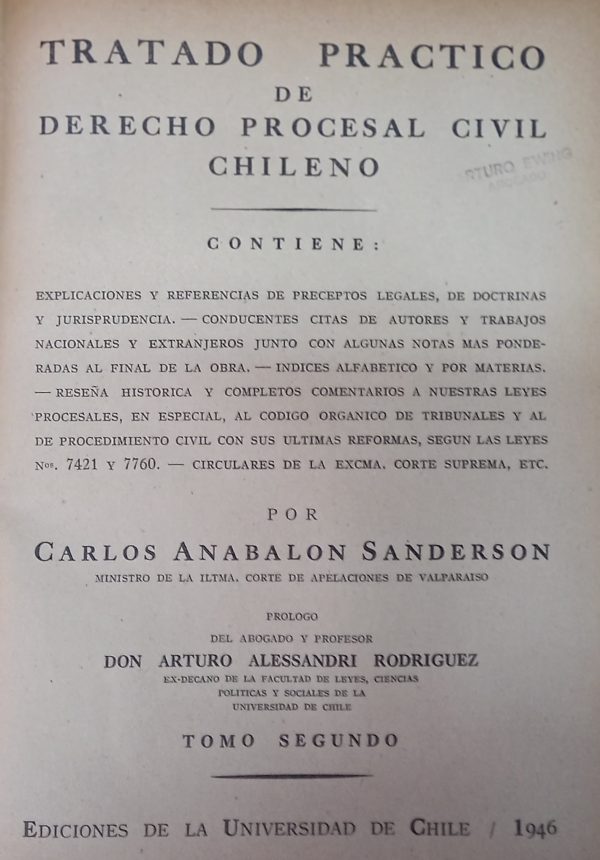 TRATADO PRACTICO
DE
DERECHO PROCESAL CIVIL
CHILENO
RTURO EWING
ABOGADO
CONTIENE:
EXPLICACIONES Y REFERENCIAS DE PRECEPTOS LEGALES, DE DOCTRINAS
Y JURISPRUDENCIA. — CONDUCENTES CITAS DE AUTORES Y TRABAJOS
NACIONALES Y EXTRANJEROS JUNTO CON ALGUNAS NOTAS MAS PONDE-
RADAS AL FINAL DE LA OBRA. — INDICES ALFABETICO Y POR MATERIAS.
— RESEÑA HISTORICA Y COMPLETOS COMENTARIOS A NUESTRAS LEYES
PROCESALES, EN ESPECIAL, AL CODIGO ORGANICO DE TRIBUNALES Y AL
DE PROCEDIMIENTO CIVIL CON SUS ULTIMAS REFORMAS, SEGUN LAS LEYES
Nos. 7421 Y 7760. — CIRCULARES DE LA EXCMA. CORTE SUPREMA, ETC.
POR
CARLOS ANABALON SANDERSON
MINISTRO DE LA ILTMA. CORTE DE APELACIONES DE VALPARAISO
PROLOGO
DEL ABOGADO Y PROFESOR
DON ARTURO ALESSANDRI RODRIGUEZ
EX-DECANO DE LA FACULTAD DE LEYES, CIENCIAS
POLITICAS Y SOCIALES DE LA
UNIVERSIDAD DE CHILE
TOMO SEGUNDO
EDICIONES DE LA UNIVERSIDAD DE CHILE / 1946